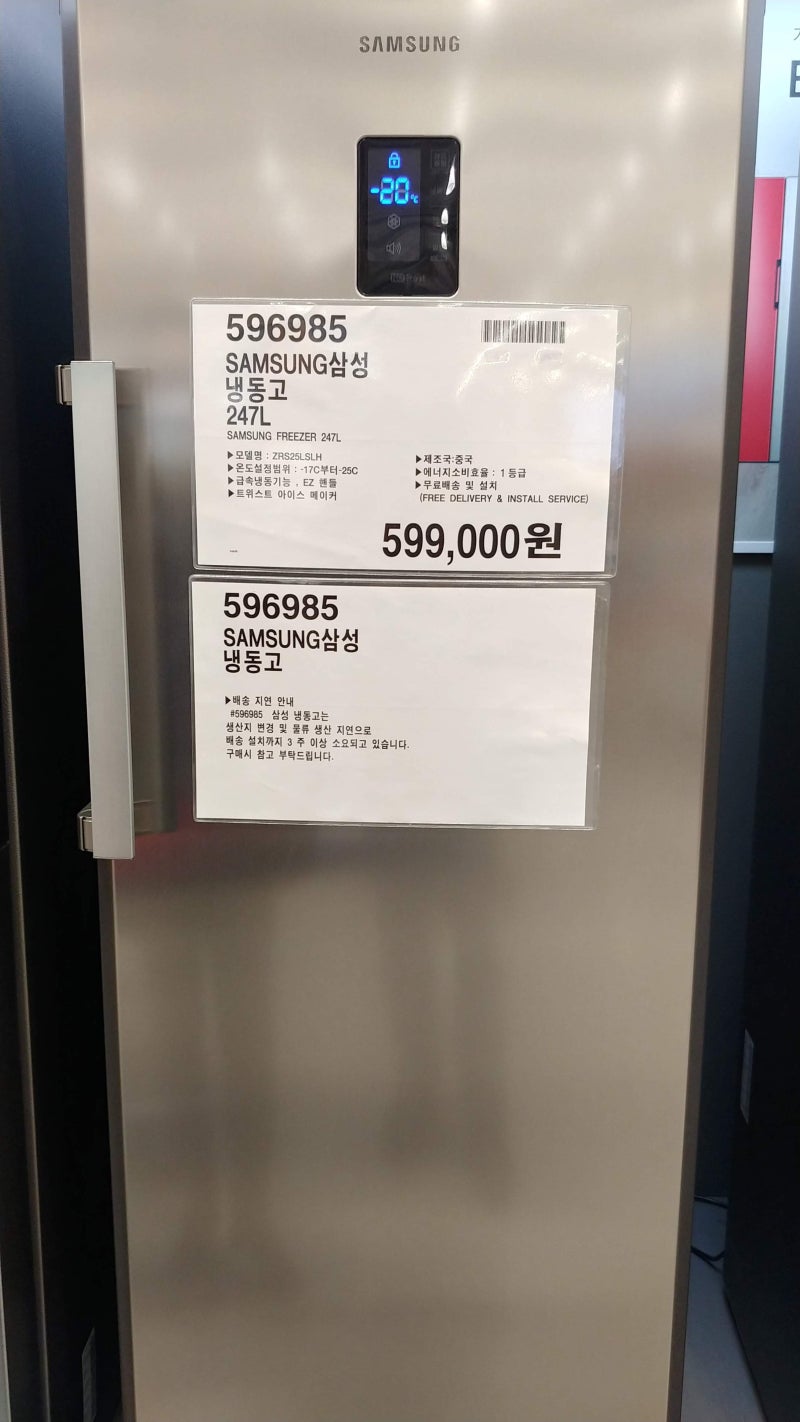 SAMSUNG
-20°C
596985
SAMSUNG삼성
냉동고
247L
SAMSUNG FREEZER 247L
▶모델명 : ZRS25LSLH
▶온도설정범위 : -17C부터-25C
▶급속냉동기능 , EZ 핸들
▶트위스트 아이스 메이커
▶제조국:중국
▶에너지소비효율 : 1등급
▶무료배송 및 설치
(FREE DELIVERY & INSTALL SERVICE)
599,000원
596985
SAMSUNG삼성
냉동고
▶배송 지연 안내
#596985 삼성 냉동고는
생산지 변경 및 물류 생산 지연으로
배송 설치까지 3 주 이상 소요되고 있습니다.
구매시 참고 부탁드립니다.